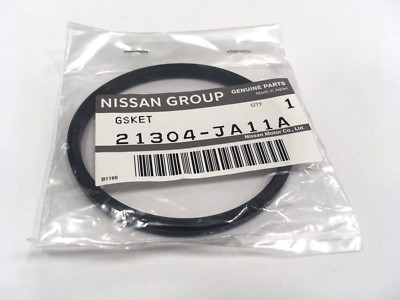 NISSAN GROUP GENUINE PARTS
Made in Japan
GSKET QTY 1
21304-JA11A
Nissan Motor Co., Ltd.
B1186